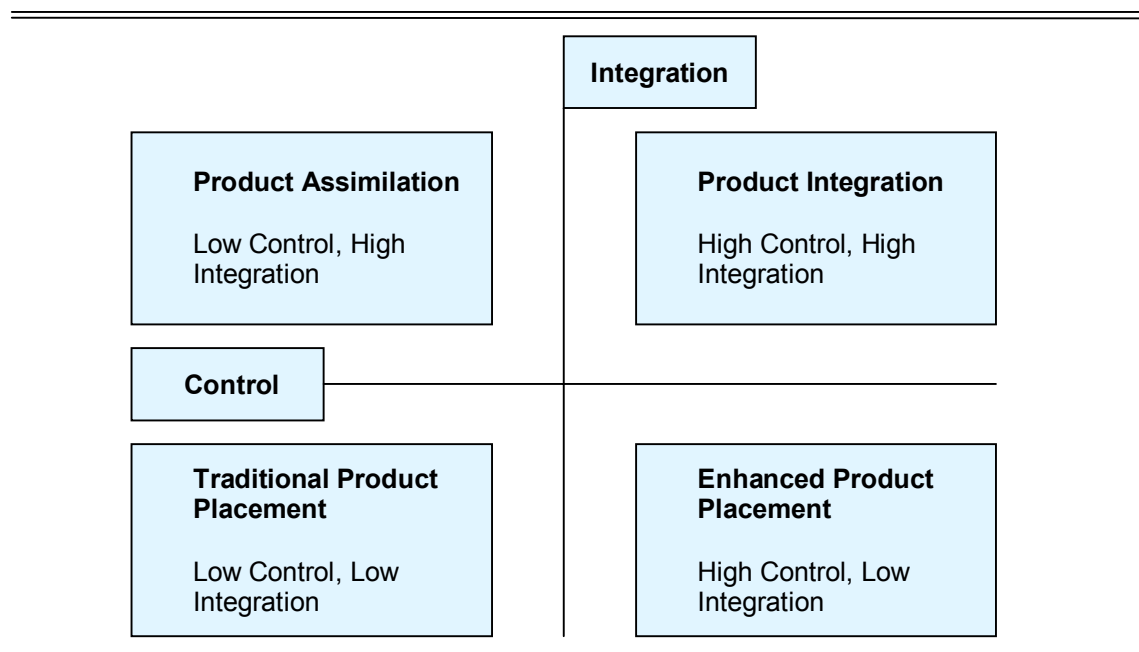 Integration
Product Assimilation
Low Control, High
Integration
Product Integration
High Control, High
Integration
Control
Traditional Product
Placement
Low Control, Low
Integration
Enhanced Product
Placement
High Control, Low
Integration